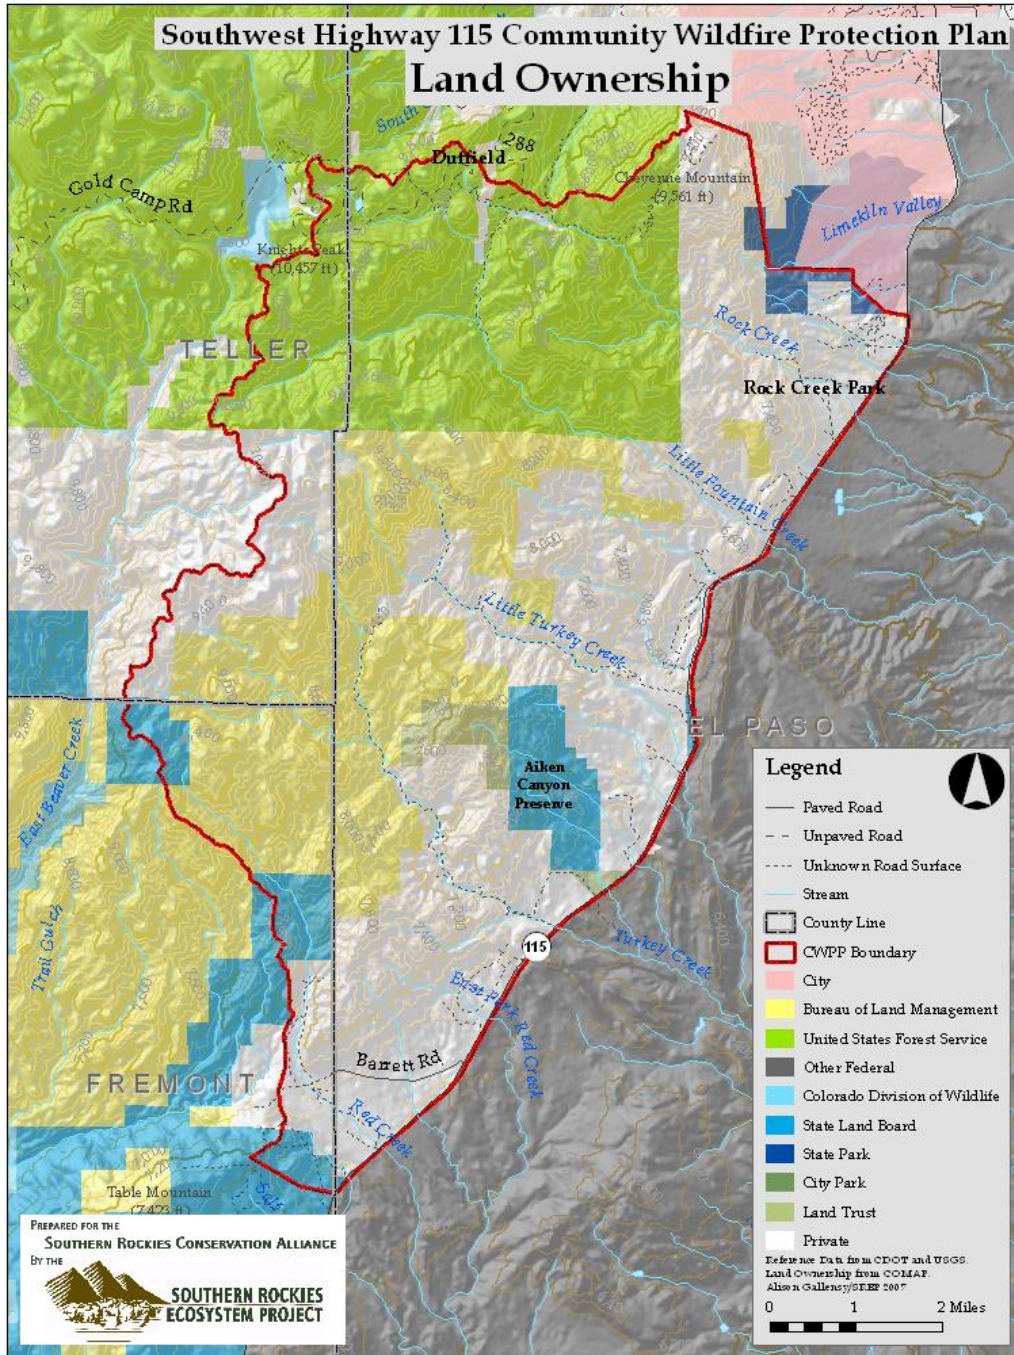 Southwest Highway 115 Community Wildfire Protection Plan
Land Ownership
288
Duffield
Gold Camp Rd
Cheyenne Mountain
(9,561 ft)
Limekiln Valley
Knights Peak
(10,457 ft)
TELLER
Rock Creek
Rock Creek Park
Little Fountain Creek
Little Turkey Creek
EL PASO
Aiken
Canyon
Preserve
East Beaver Creek
Trail Gulch
Turkey Creek
115
East Fork Red Creek
Barrett Rd
FREMONT
Red Creek
Table Mountain
(7,423 ft)
Legend
Paved Road
Unpaved Road
Unknown Road Surface
Stream
County Line
CWPP Boundary
City
Bureau of Land Management
United States Forest Service
Other Federal
Colorado Division of Wildlife
State Land Board
State Park
City Park
Land Trust
Private
Reference Data from CDOT and USGS.
Land Ownership from COMAP.
Alison Gallensy/SREP 2007
0 1 2 Miles
PREPARED FOR THE
SOUTHERN ROCKIES CONSERVATION ALLIANCE
BY THE
SOUTHERN ROCKIES
ECOSYSTEM PROJECT